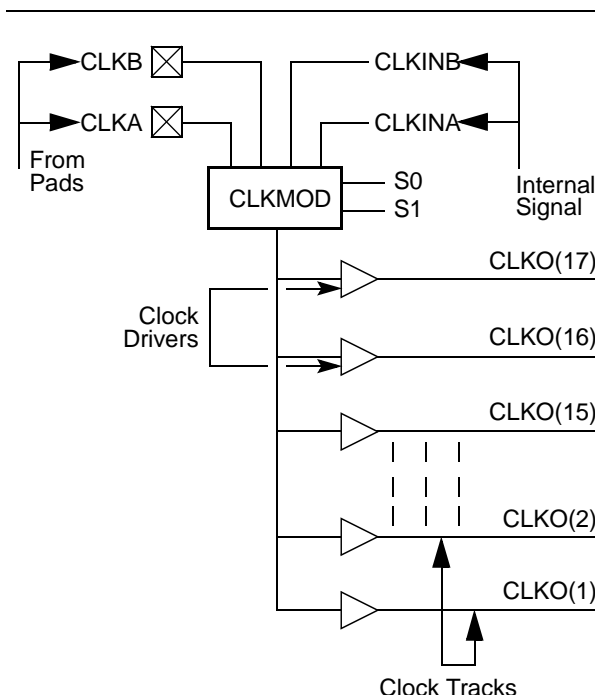 CLKB
CLKINB
CLKA
CLKINA
From
Pads
Internal
Signal
CLKMOD
S0
S1
CLKO(17)
Clock
Drivers
CLKO(16)
CLKO(15)
CLKO(2)
CLKO(1)
Clock Tracks